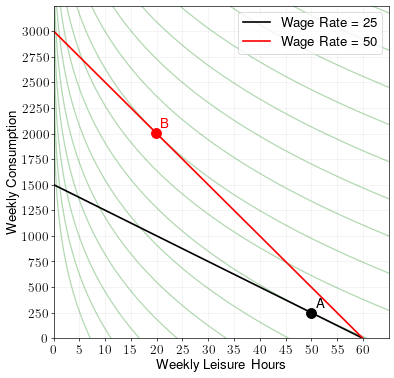 Wage Rate = 25
Wage Rate = 50
B
A
Weekly Consumption
3000
2750
2500
2250
2000
1750
1500
1250
1000
750
500
250
0
0 5 10 15 20 25 30 35 40 45 50 55 60
Weekly Leisure Hours